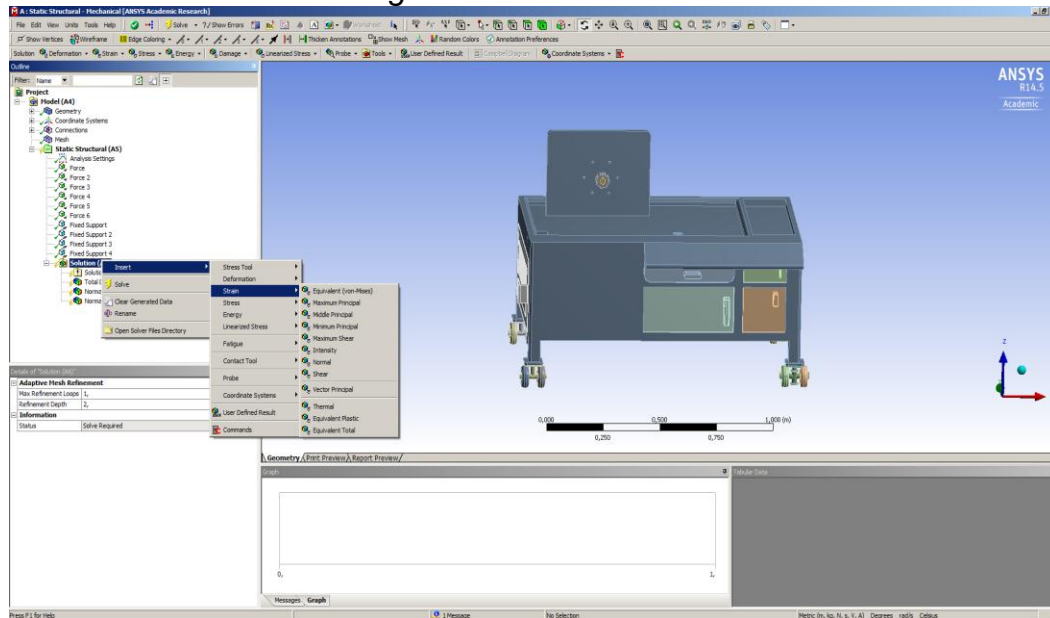 A : Static Structural - Mechanical [ANSYS Academic Research]
File Edit View Units Tools Help Solve ?/ Show Errors Worksheet
Show Vertices Wireframe Edge Coloring Thicken Annotations Show Mesh Random Colors Annotation Preferences
Solution Deformation Strain Stress Energy Damage Linearized Stress Probe Tools User Defined Result Campbell Diagram Coordinate Systems
Outline
Filter: Name
Project
Model (A4)
Geometry
Coordinate Systems
Connections
Mesh
Static Structural (A5)
Analysis Settings
Force
Force 2
Force 3
Force 4
Force 5
Force 6
Fixed Support
Fixed Support 2
Fixed Support 3
Fixed Support 4
Solution (A
Solutio
Total D
Norma
Norma
Insert
Solve
Clear Generated Data
Rename
Open Solver Files Directory
Stress Tool
Deformation
Strain
Stress
Energy
Linearized Stress
Fatigue
Contact Tool
Probe
Coordinate Systems
User Defined Result
Commands
Equivalent (von-Mises)
Maximum Principal
Middle Principal
Minimum Principal
Maximum Shear
Intensity
Normal
Shear
Vector Principal
Thermal
Equivalent Plastic
Equivalent Total
Details of "Solution (A6)"
Adaptive Mesh Refinement
Max Refinement Loops 1,
Refinement Depth 2,
Information
Status Solve Required
ANSYS
R14.5
Academic
Z
0,000 0,500 1,000 (m)
0,250 0,750
Geometry Print Preview Report Preview
Graph
Tabular Data
0, 1,
Messages Graph
Press F1 for Help 1 Message No Selection Metric (m, kg, N, s, V, A) Degrees rad/s Celsius